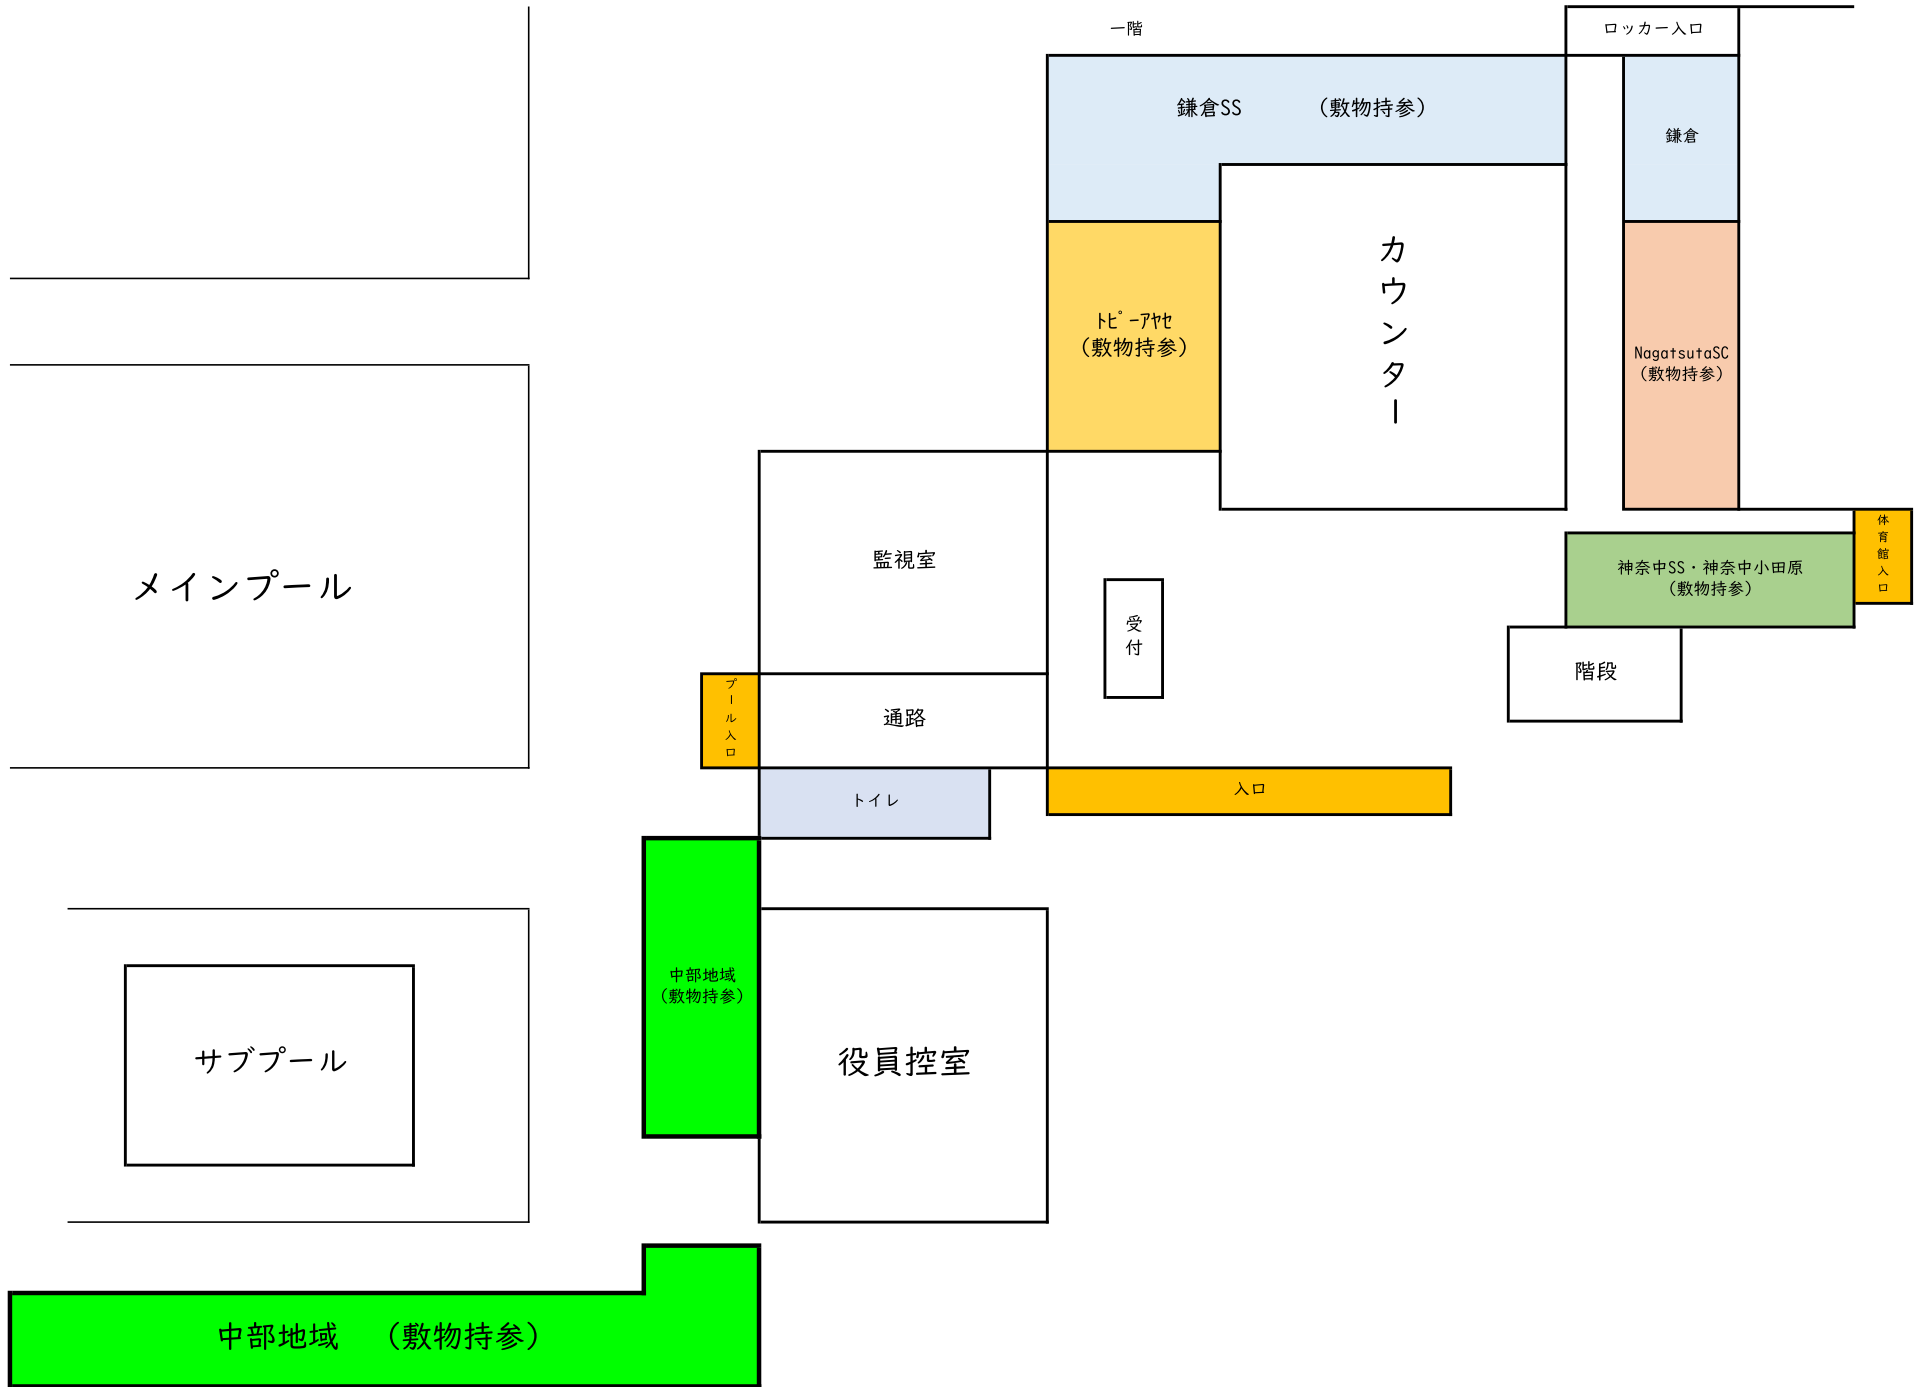 一階
ロッカー入口
鎌倉SS （敷物持参）
鎌倉
カウンター
ﾄﾋﾟｰｱﾔｾ
（敷物持参）
NagatsutaSC
（敷物持参）
体育館入口
監視室
メインプール
神奈中SS・神奈中小田原
（敷物持参）
受付
階段
プール入口
通路
入口
トイレ
中部地域
（敷物持参）
サブプール
役員控室
中部地域 （敷物持参）